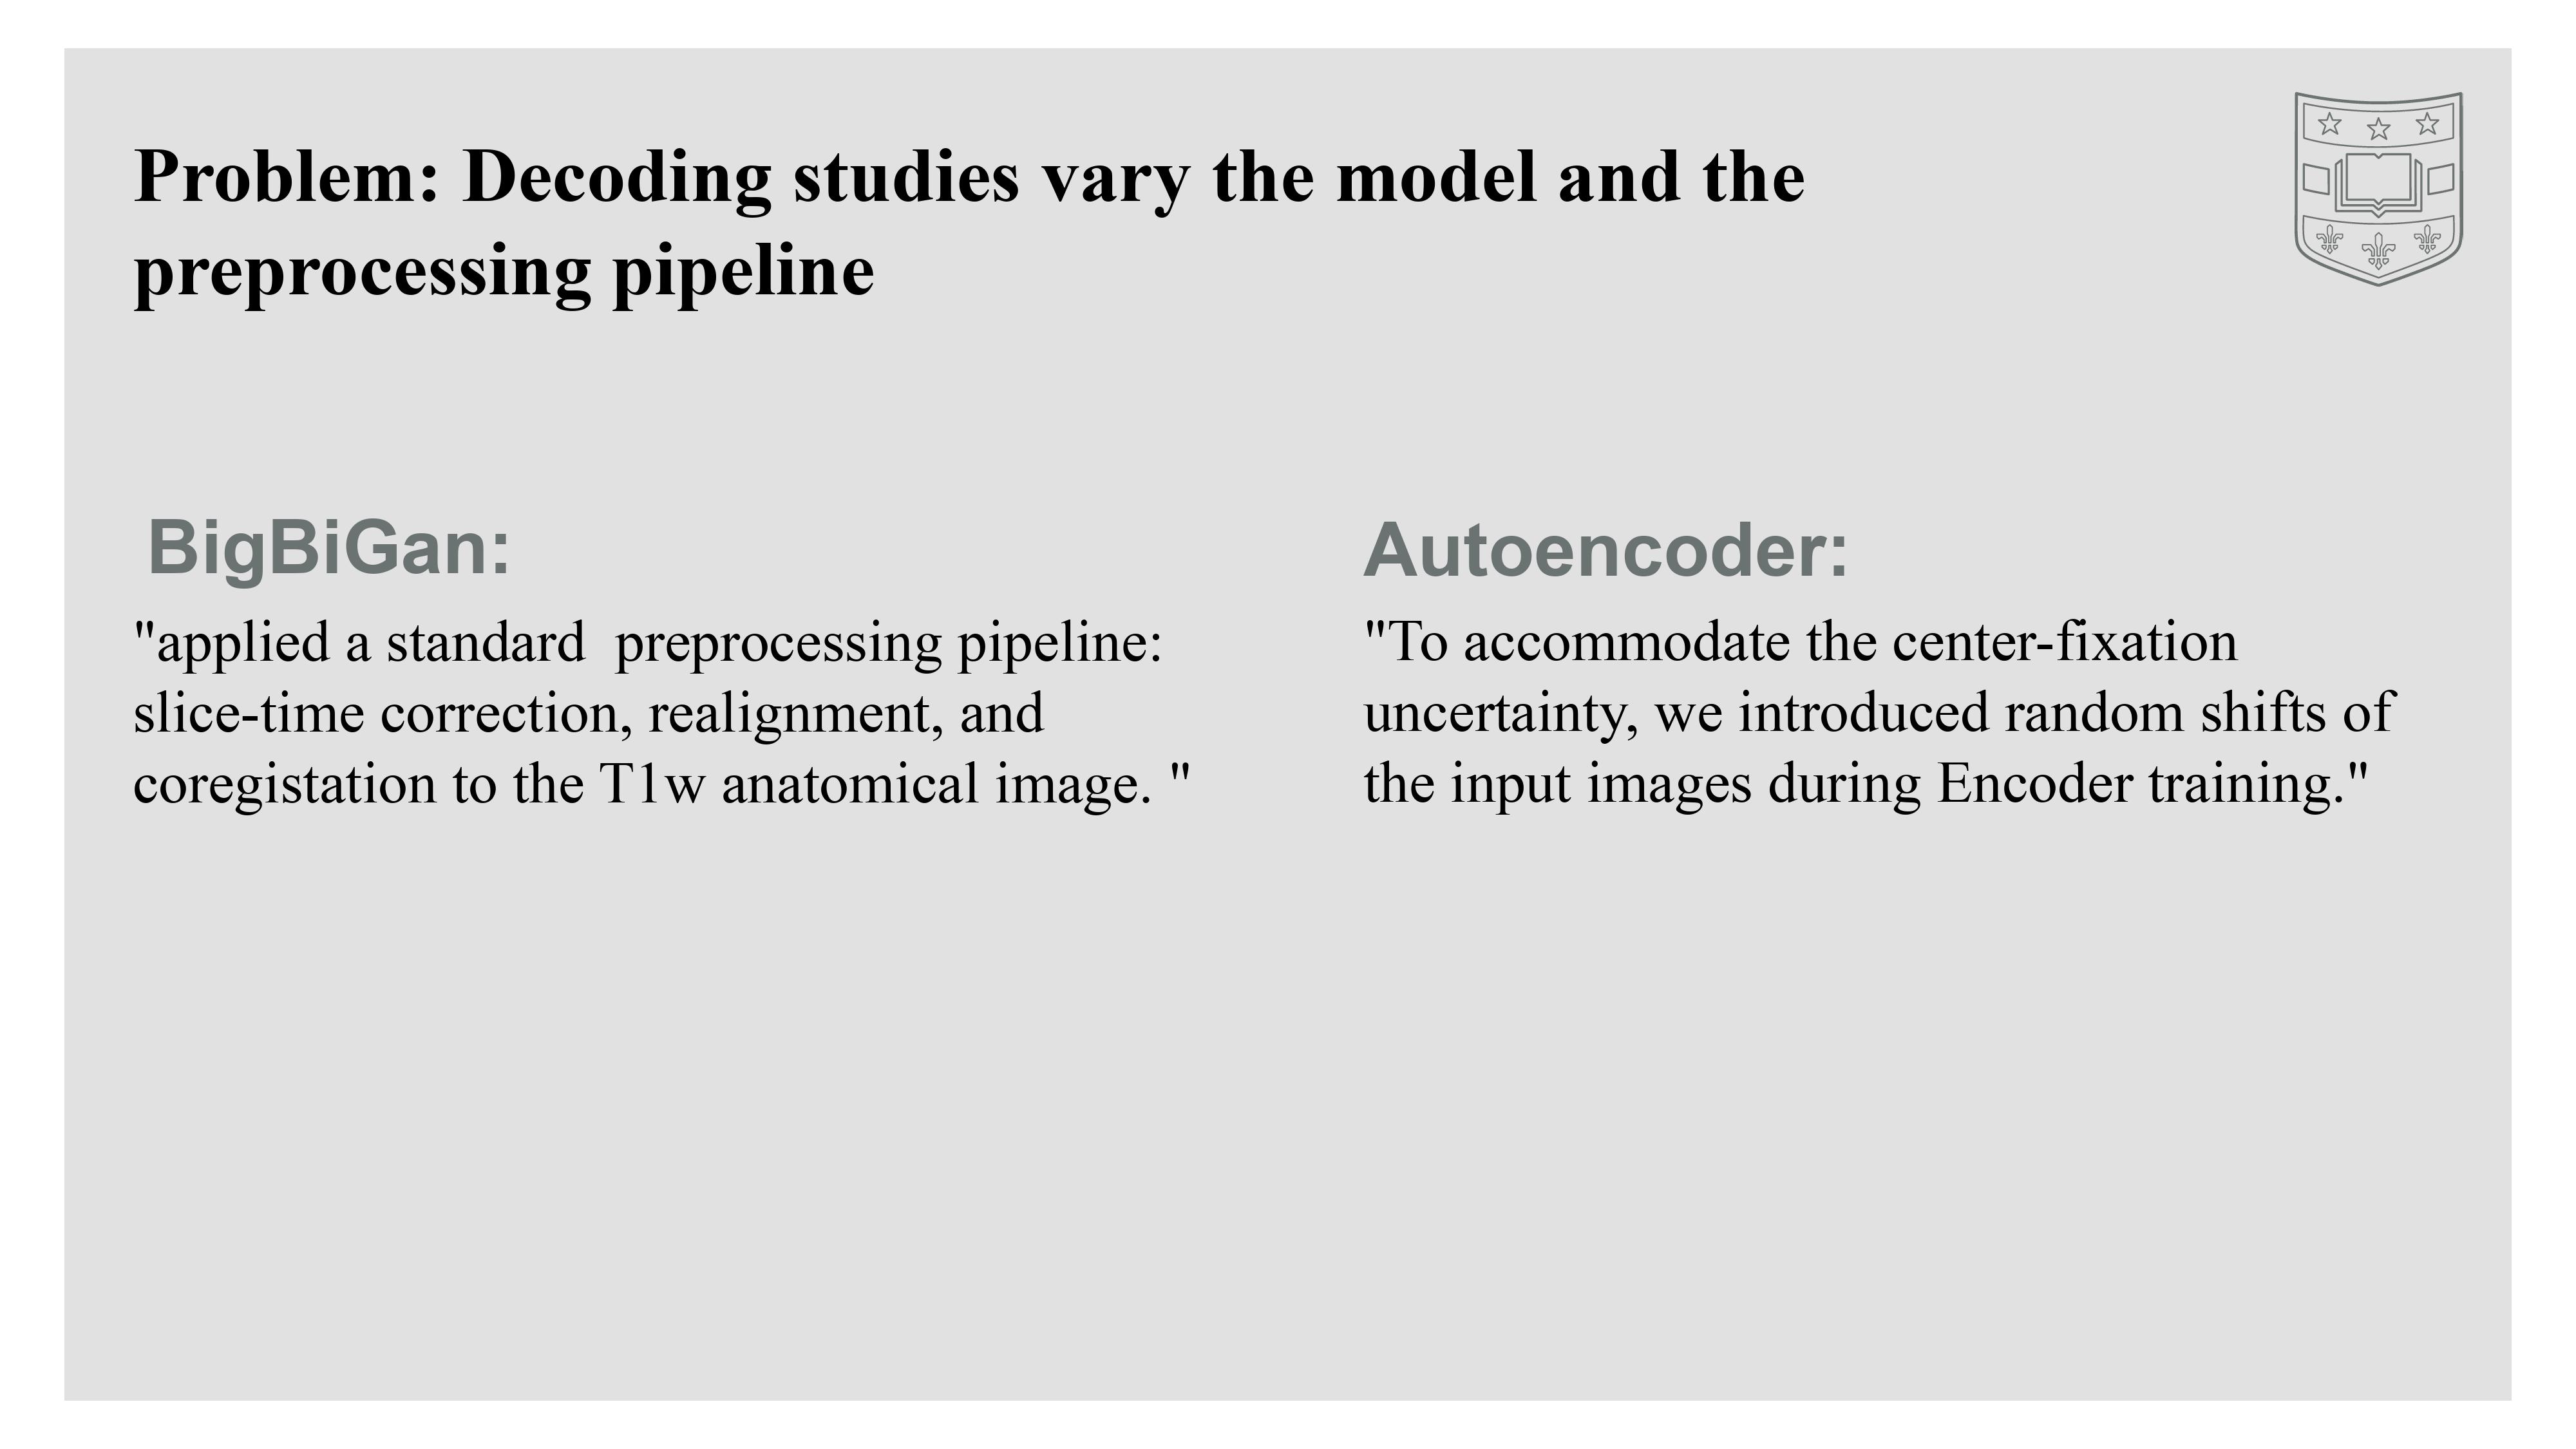 Problem: Decoding studies vary the model and the
preprocessing pipeline
BigBiGan:
"applied a standard  preprocessing pipeline:
slice-time correction, realignment, and
coregistation to the T1w anatomical image. "
Autoencoder:
"To accommodate the center-fixation
uncertainty, we introduced random shifts of
the input images during Encoder training."